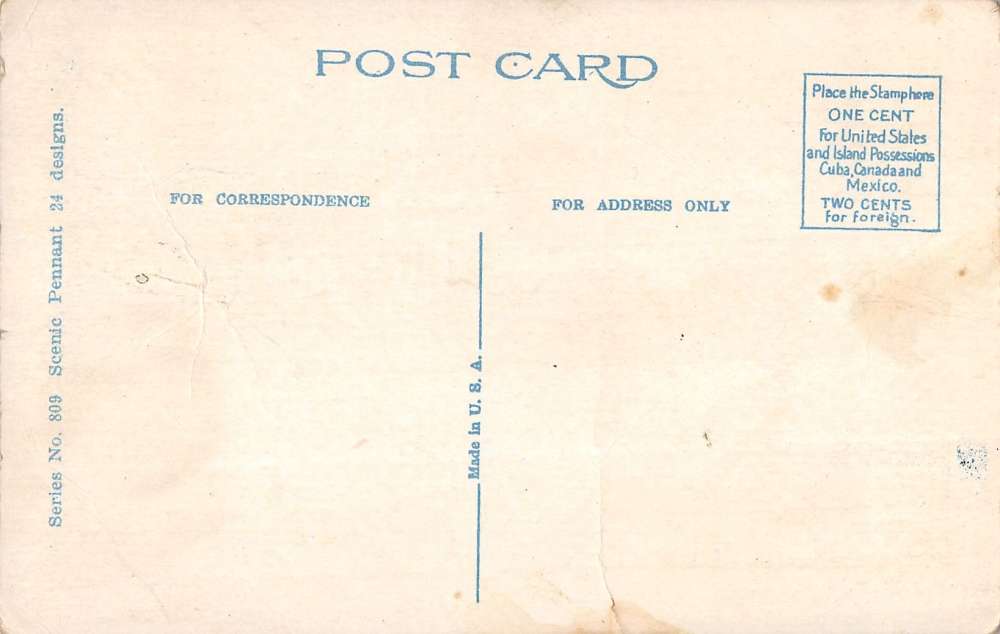 POST CARD
Place the Stamp here
ONE CENT
For United States
and Island Possessions
Cuba, Canada and
Mexico.
TWO CENTS
for foreign.
FOR CORRESPONDENCE
FOR ADDRESS ONLY
Series No. 809 Scenic Pennant 24 designs.
Made in U. S. A.